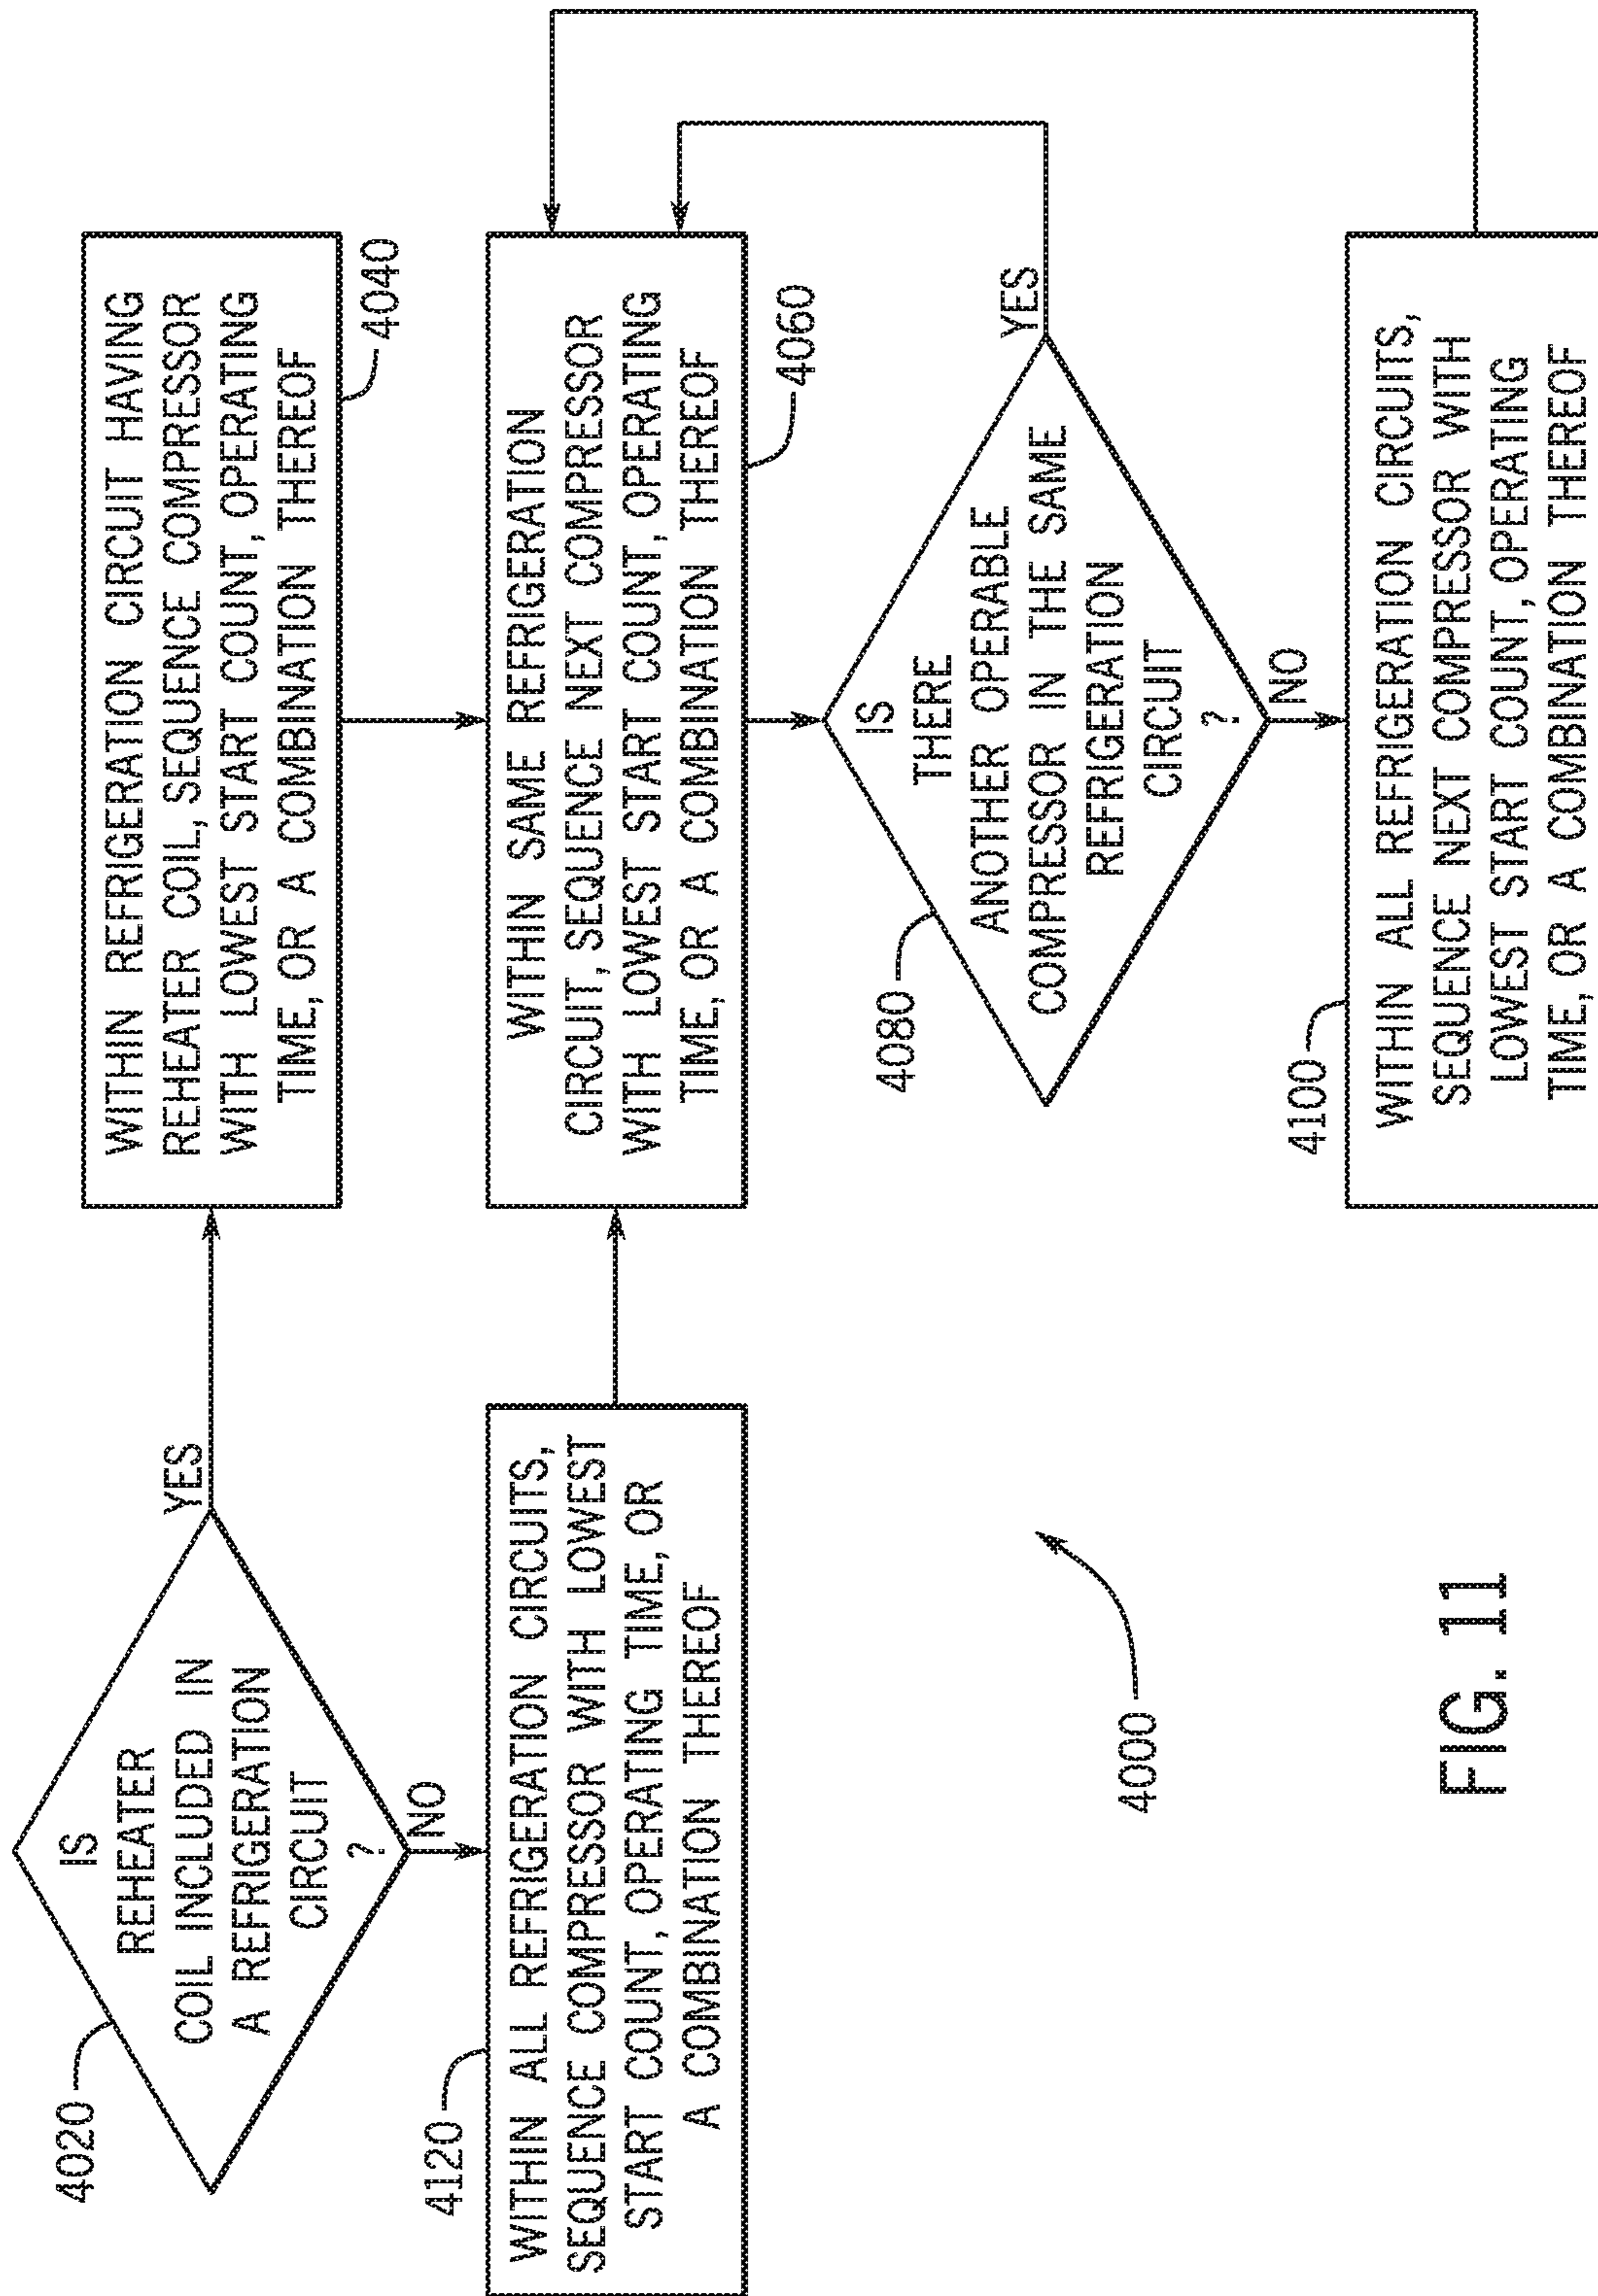 4020
IS
REHEATER
COIL INCLUDED IN
A REFRIGERATION
CIRCUIT
?
YES
NO
WITHIN REFRIGERATION CIRCUIT HAVING
REHEATER COIL, SEQUENCE COMPRESSOR
WITH LOWEST START COUNT, OPERATING
TIME, OR A COMBINATION THEREOF
4040
4120
WITHIN ALL REFRIGERATION CIRCUITS,
SEQUENCE COMPRESSOR WITH LOWEST
START COUNT, OPERATING TIME, OR
A COMBINATION THEREOF
WITHIN SAME REFRIGERATION
CIRCUIT, SEQUENCE NEXT COMPRESSOR
WITH LOWEST START COUNT, OPERATING
TIME, OR A COMBINATION THEREOF
4060
4080
IS
THERE
ANOTHER OPERABLE
COMPRESSOR IN THE SAME
REFRIGERATION
CIRCUIT
?
YES
NO
4100
WITHIN ALL REFRIGERATION CIRCUITS,
SEQUENCE NEXT COMPRESSOR WITH
LOWEST START COUNT, OPERATING
TIME, OR A COMBINATION THEREOF
4000
FIG. 11